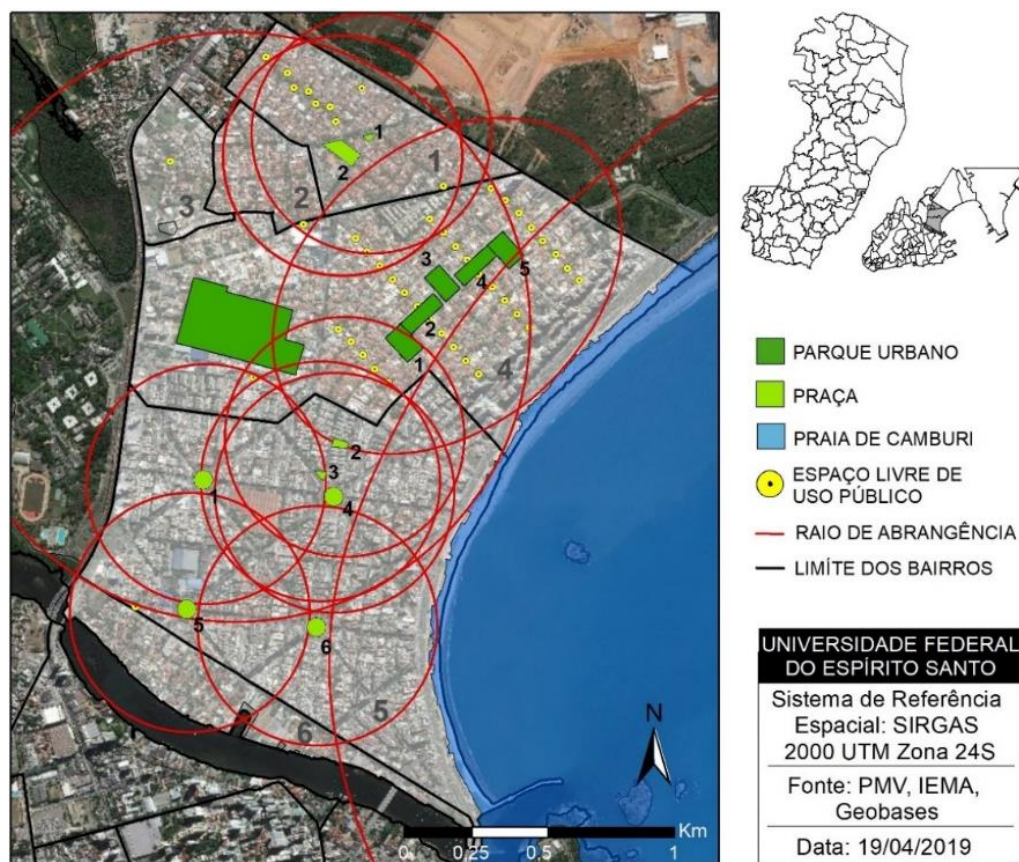 1
2
1
2
3
3
4
5
2
1
4
2
3
1
4
5
6
5
6
N
Km
0 0,25 0,5 1
PARQUE URBANO
PRAÇA
PRAIA DE CAMBURI
ESPAÇO LIVRE DE
USO PÚBLICO
RAIO DE ABRANGÊNCIA
LIMÍTE DOS BAIRROS
UNIVERSIDADE FEDERAL
DO ESPÍRITO SANTO
Sistema de Referência
Espacial: SIRGAS
2000 UTM Zona 24S
Fonte: PMV, IEMA,
Geobases
Data: 19/04/2019